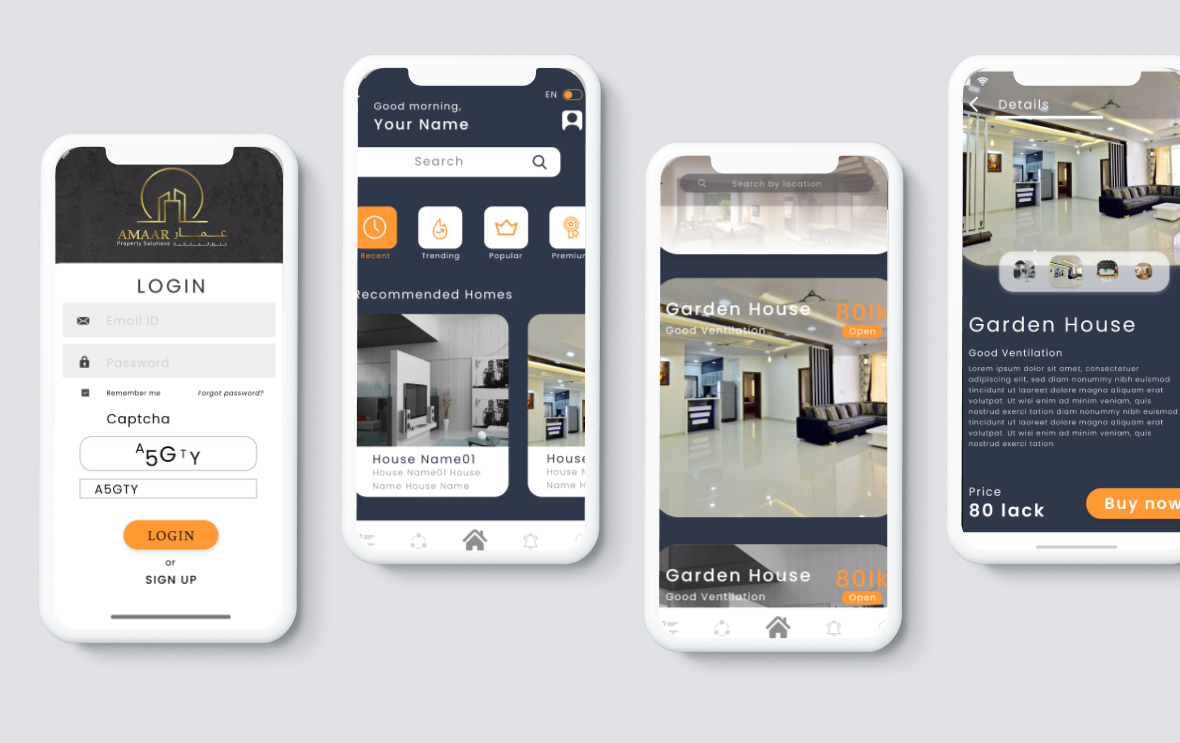 عمار
AMAAR
Property Solutions
LOGIN
Email ID
Password
Remember me
Forgot password?
Captcha
A5GTY
A5GTY
LOGIN
or
SIGN UP
EN
Good morning,
Your Name
Search
Recent
Trending
Popular
Premium
Recommended Homes
House Name01
House Name01 House
Name House Name
House
House N
Name H
Search by location
Garden House
80lk
Good Ventilation
Open
Garden House
80lk
Good Ventilation
Open
Details
Garden House
Good Ventilation
Lorem ipsum dolor sit amet, consectetuer
adipiscing elit, sed diam nonummy nibh euismod
tincidunt ut laoreet dolore magna aliquam erat
volutpat. Ut wisi enim ad minim veniam, quis
nostrud exerci tation diam nonummy nibh euismod
tincidunt ut laoreet dolore magna aliquam erat
volutpat. Ut wisi enim ad minim veniam, quis
nostrud exerci tation
Price
80 lack
Buy now